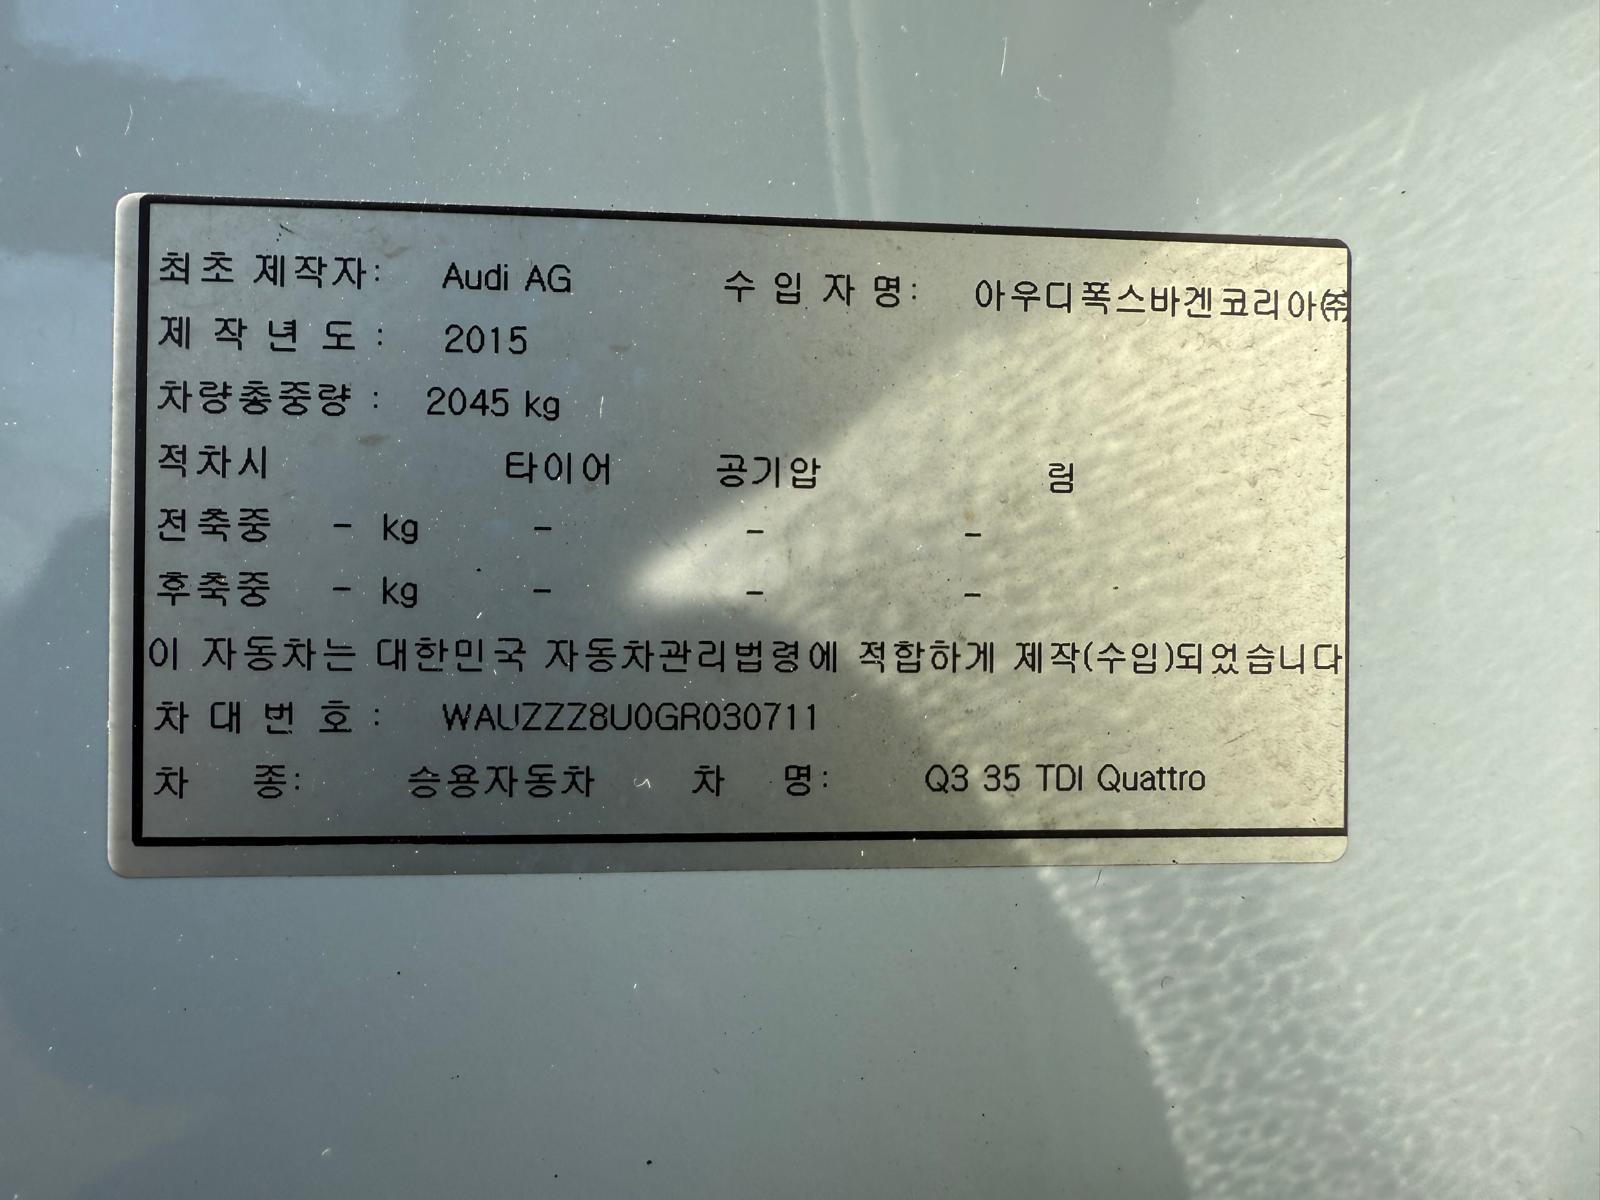 최초 제작자: Audi AG 수 입 자 명: 아우디폭스바겐코리아㈜
제 작 년 도 : 2015
차량총중량 : 2045 kg
적차시 타이어 공기압 림
전축중 - kg - - -
후축중 - kg - - -
이 자동차는 대한민국 자동차관리법령에 적합하게 제작(수입)되었습니다
차 대 번 호 : WAUZZZ8U0GR030711
차 종: 승용자동차 차 명: Q3 35 TDI Quattro